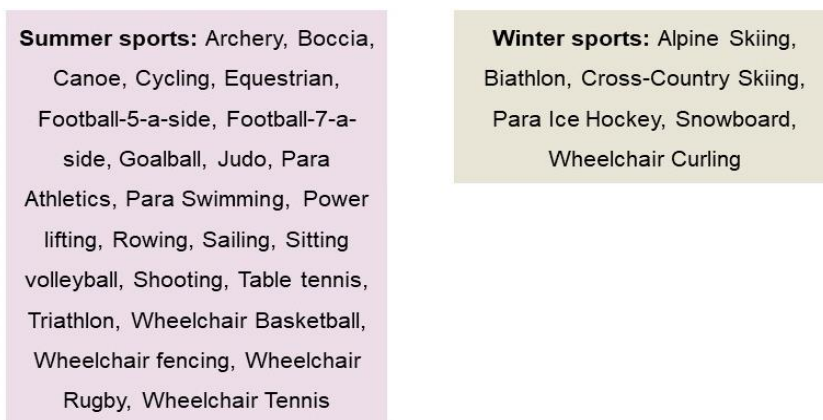 Summer sports: Archery, Boccia,
Canoe, Cycling, Equestrian,
Football-5-a-side, Football-7-a-
side, Goalball, Judo, Para
Athletics, Para Swimming, Power
lifting, Rowing, Sailing, Sitting
volleyball, Shooting, Table tennis,
Triathlon, Wheelchair Basketball,
Wheelchair fencing, Wheelchair
Rugby, Wheelchair Tennis
Winter sports: Alpine Skiing,
Biathlon, Cross-Country Skiing,
Para Ice Hockey, Snowboard,
Wheelchair Curling